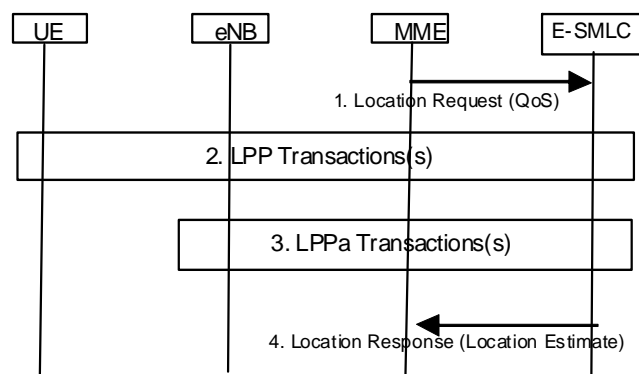 UE eNB MME E-SMLC
1. Location Request (QoS)
2. LPP Transactions(s)
3. LPPa Transactions(s)
4. Location Response (Location Estimate)